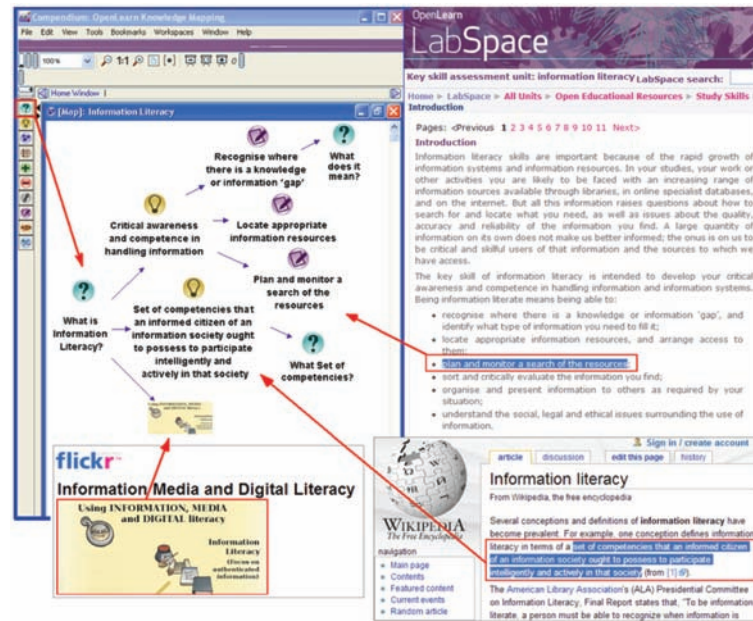 Compendium: OpenLearn Knowledge Mapping
File Edit View Tools Bookmarks Workspaces Window Help
100%
1:1
Home Window
[Map]: Information Literacy
Recognise where
there is a knowledge
or information 'gap'
What
does it
mean?
Critical awareness
and competence in
handling information
Locate appropriate
information resources
Plan and monitor a
search of the
resources
What is
Information
Literacy?
Set of competencies that
an informed citizen of an
information society ought
to possess to participate
intelligently and
actively in that society
What Set of
competencies?
OpenLearn
LabSpace
Key skill assessment unit: information literacy LabSpace search:
Home LabSpace All Units Open Educational Resources Study Skills
Introduction
Pages: <Previous 1 2 3 4 5 6 7 8 9 10 11 Next>
Introduction
Information literacy skills are important because of the rapid growth of
information systems and information resources. In your studies, your work or
other activities you are likely to be faced with an increasing range of
information sources available through libraries, in online specialist databases,
and on the internet. But all this information raises questions about how to
search for and locate what you need, as well as issues about the quality,
accuracy and reliability of the information you find. A large quantity of
information on its own does not make us better informed; the onus is on us to
be critical and skilful users of that information and the sources to which we
have access.
The key skill of information literacy is intended to develop your critical
awareness and competence in handling information and information systems.
Being information literate means being able to:
• recognise where there is a knowledge or information 'gap', and
identify what type of information you need to fill it;
• locate appropriate information resources, and arrange access to
them;
• plan and monitor a search of the resources
• sort and critically evaluate the information you find;
• organise and present information to others as required by your
situation;
• understand the social, legal and ethical issues surrounding the use of
information.
flickr
Information Media and Digital Literacy
Using INFORMATION, MEDIA
and DIGITAL literacy
Information
Literacy
(Focus on
authenticated
information)
WIKIPEDIA
The Free Encyclopedia
navigation
Main page
Contents
Featured content
Current events
Random article
Sign in / create account
article discussion edit this page history
Information literacy
From Wikipedia, the free encyclopedia
Several conceptions and definitions of information literacy have
become prevalent. For example, one conception defines information
literacy in terms of a set of competencies that an informed citizen
of an information society ought to possess to participate
intelligently and actively in that society (from [1]).
The American Library Association's (ALA) Presidential Committee
on Information Literacy, Final Report states that, "To be information
literate, a person must be able to recognize when information is